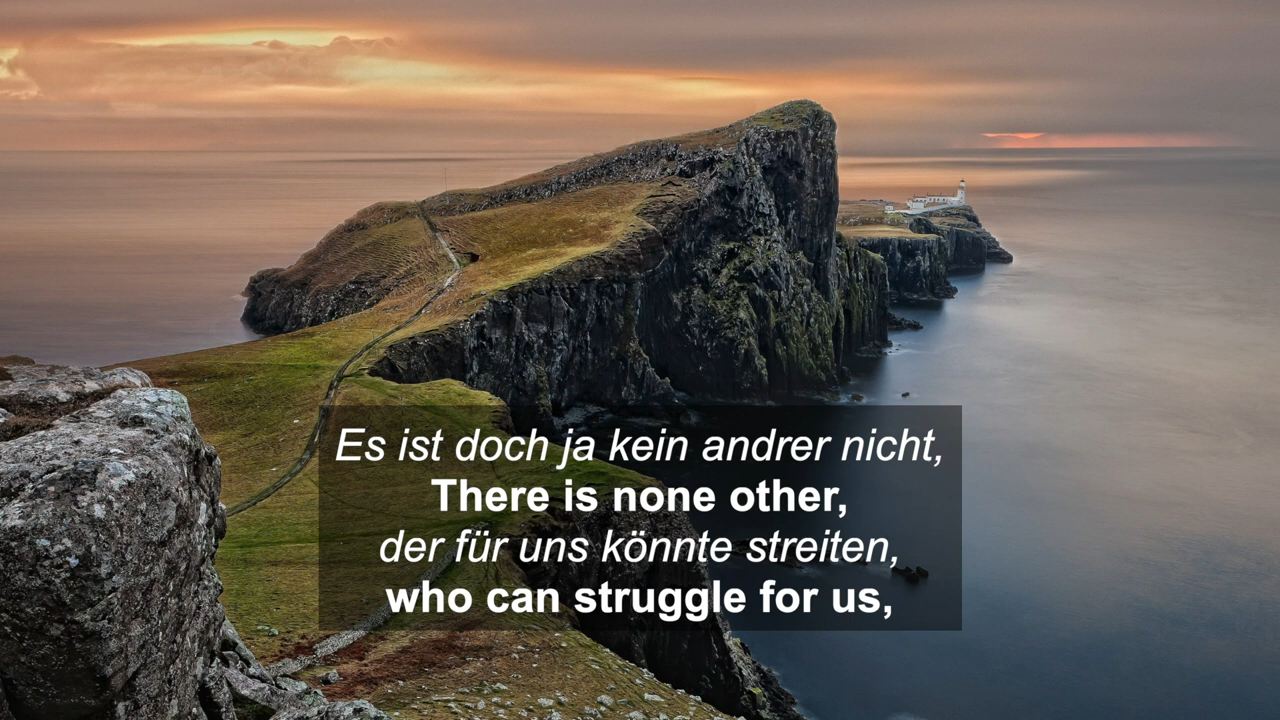 Es ist doch ja kein andrer nicht,
There is none other,
der für uns könnte streiten,
who can struggle for us,